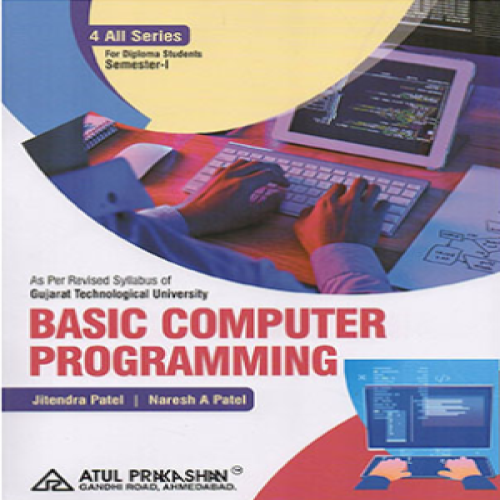 4 All Series
For Diploma Students
Semester-I
As Per Revised Syllabus of
Gujarat Technological University
BASIC COMPUTER
PROGRAMMING
Jitendra Patel | Naresh A Patel
ATUL PRAKASHAN™
GANDHI ROAD, AHMEDABAD.